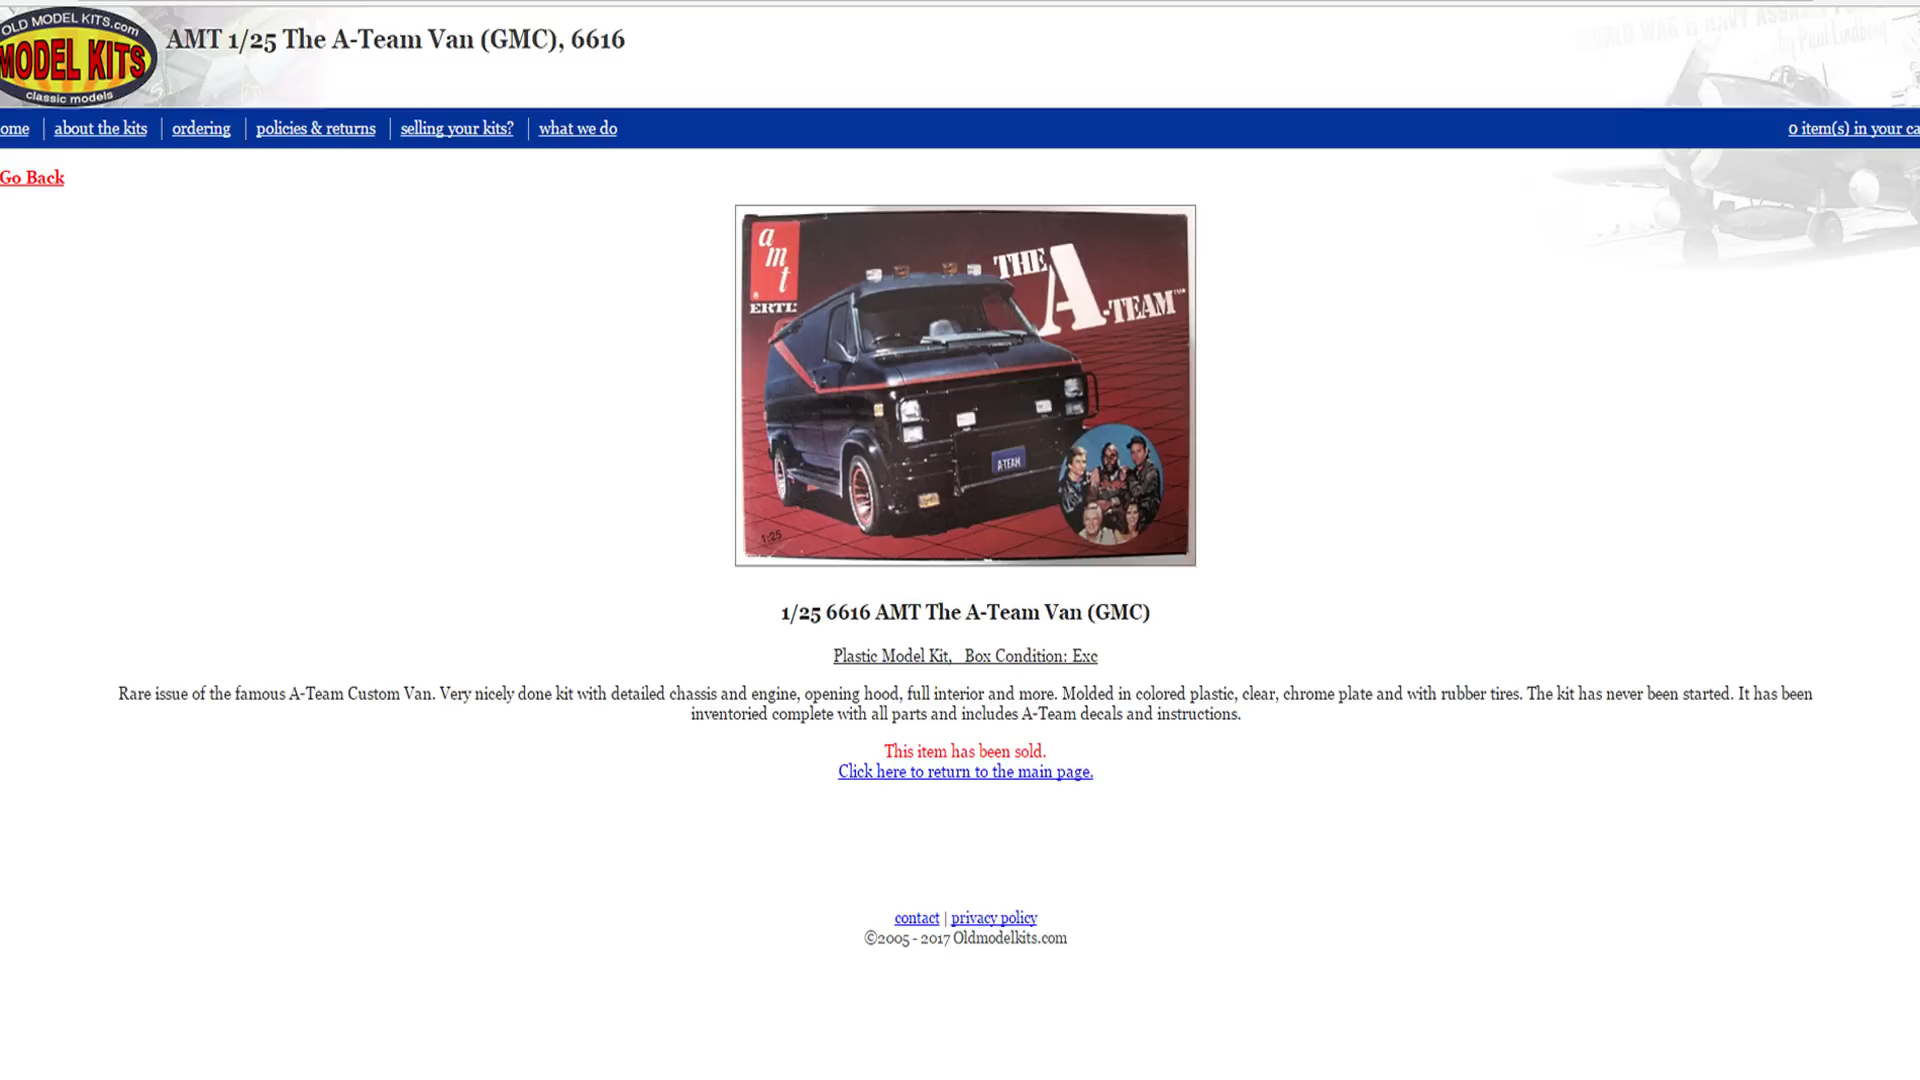 OLD MODEL KITS.com
MODEL KITS
classic models
AMT 1/25 The A-Team Van (GMC), 6616
ome
about the kits
ordering
policies & returns
selling your kits?
what we do
0 item(s) in your ca
Go Back
amt
ERTL
THE
A-TEAM™
A-TEAM
1:25
1/25 6616 AMT The A-Team Van (GMC)
Plastic Model Kit, Box Condition: Exc
Rare issue of the famous A-Team Custom Van. Very nicely done kit with detailed chassis and engine, opening hood, full interior and more. Molded in colored plastic, clear, chrome plate and with rubber tires. The kit has never been started. It has been
inventoried complete with all parts and includes A-Team decals and instructions.
This item has been sold.
Click here to return to the main page.
contact | privacy policy
©2005 - 2017 Oldmodelkits.com